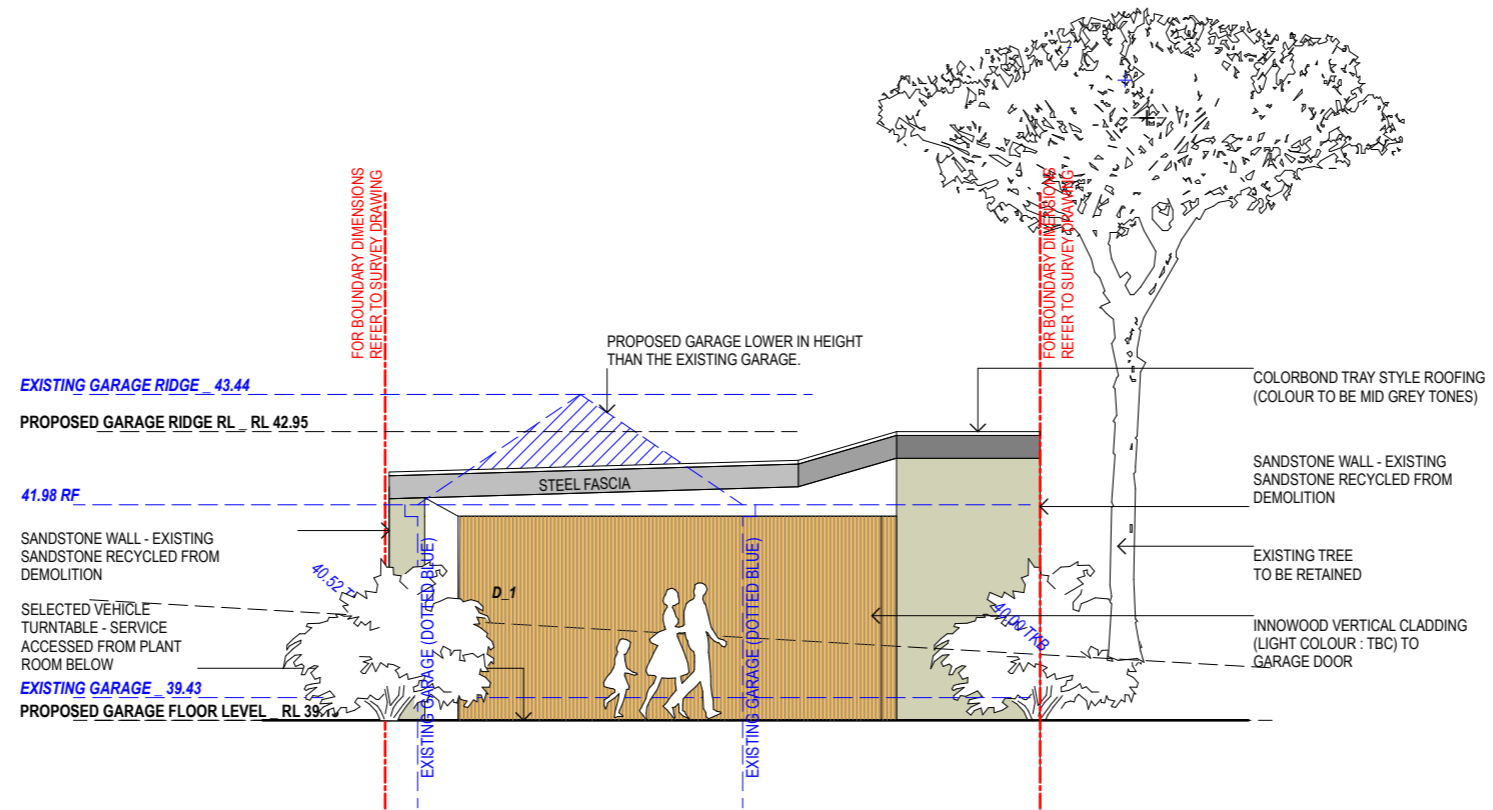 FOR BOUNDARY DIMENSIONS
REFER TO SURVEY DRAWING
FOR BOUNDARY DIMENSIONS
REFER TO SURVEY DRAWING
PROPOSED GARAGE LOWER IN HEIGHT
THAN THE EXISTING GARAGE.
EXISTING GARAGE RIDGE _ 43.44
PROPOSED GARAGE RIDGE RL _ RL 42.95
COLORBOND TRAY STYLE ROOFING
(COLOUR TO BE MID GREY TONES)
STEEL FASCIA
41.98 RF
SANDSTONE WALL - EXISTING
SANDSTONE RECYCLED FROM
DEMOLITION
SANDSTONE WALL - EXISTING
SANDSTONE RECYCLED FROM
DEMOLITION
EXISTING TREE
TO BE RETAINED
40.52
D_1
40.00 TKB
SELECTED VEHICLE
TURNTABLE - SERVICE
ACCESSED FROM PLANT
ROOM BELOW
INNOWOOD VERTICAL CLADDING
(LIGHT COLOUR : TBC) TO
GARAGE DOOR
EXISTING GARAGE (DOTTED BLUE)
EXISTING GARAGE (DOTTED BLUE)
EXISTING GARAGE _ 39.43
PROPOSED GARAGE FLOOR LEVEL _ RL